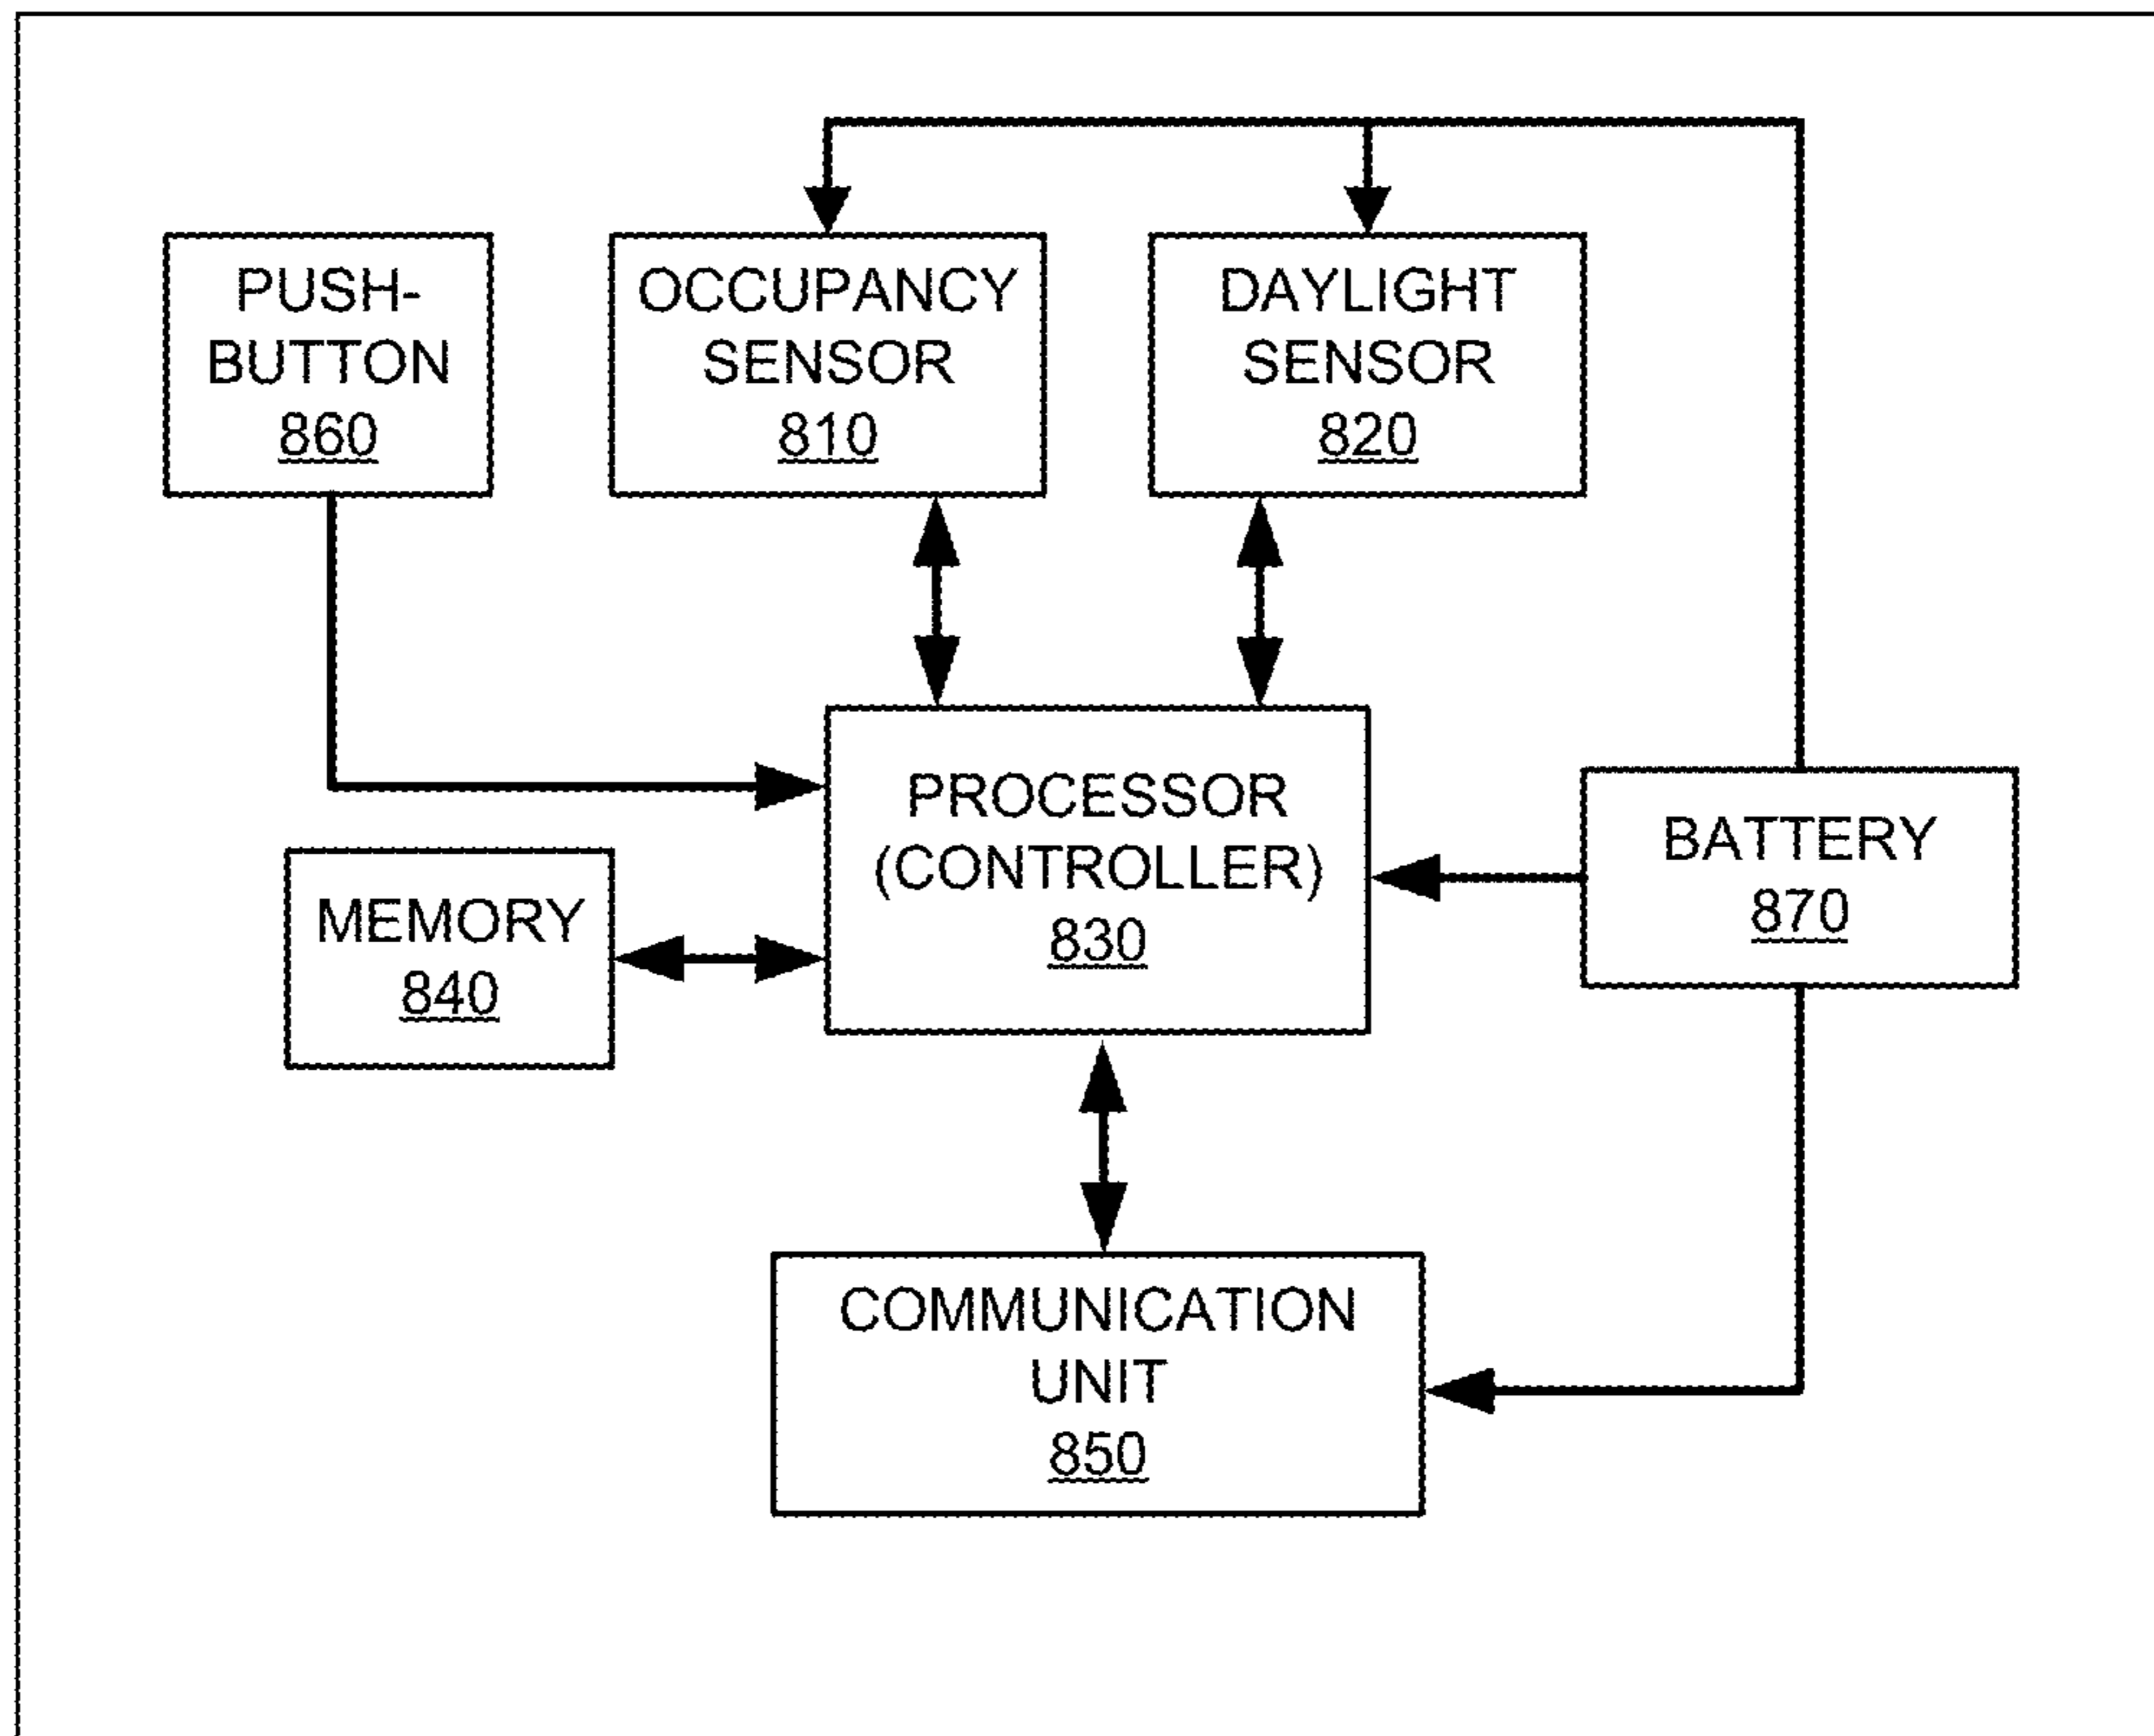 PUSH-
BUTTON
860
OCCUPANCY
SENSOR
810
DAYLIGHT
SENSOR
820
PROCESSOR
(CONTROLLER)
830
BATTERY
870
MEMORY
840
COMMUNICATION
UNIT
850